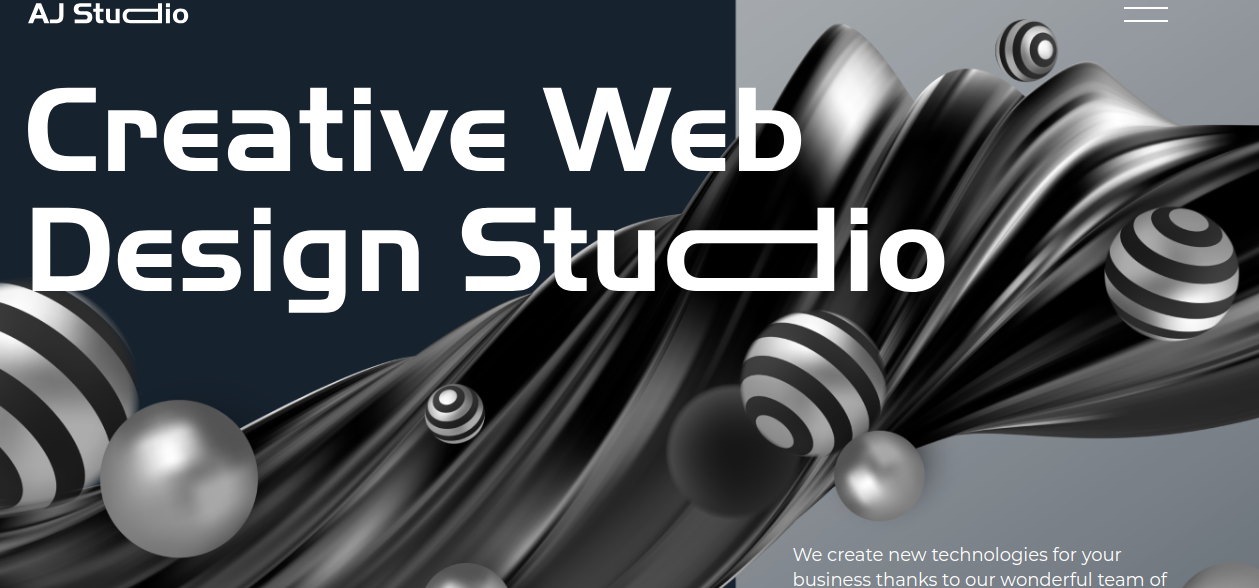 AJ Studio
Creative Web
Design Studio
We create new technologies for your
business thanks to our wonderful team of